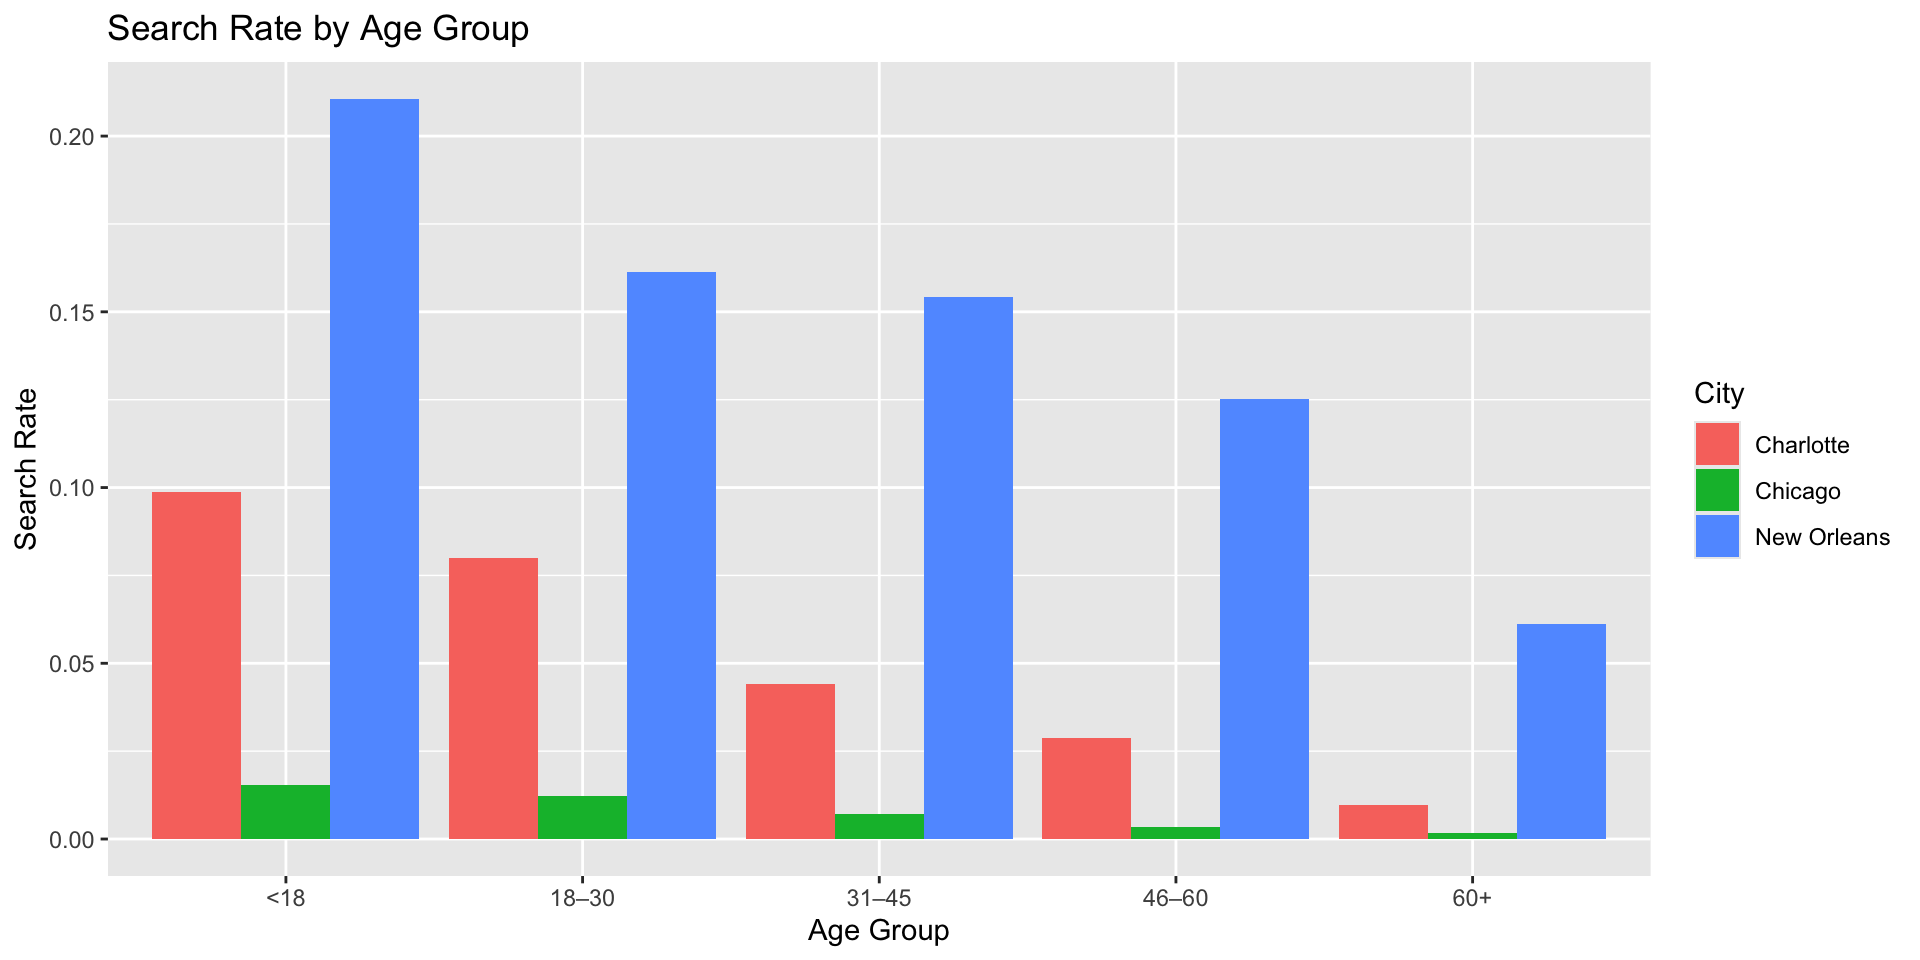 Search Rate by Age Group
Search Rate
0.20
0.15
0.10
0.05
0.00
<18
18–30
31–45
46–60
60+
Age Group
City
Charlotte
Chicago
New Orleans